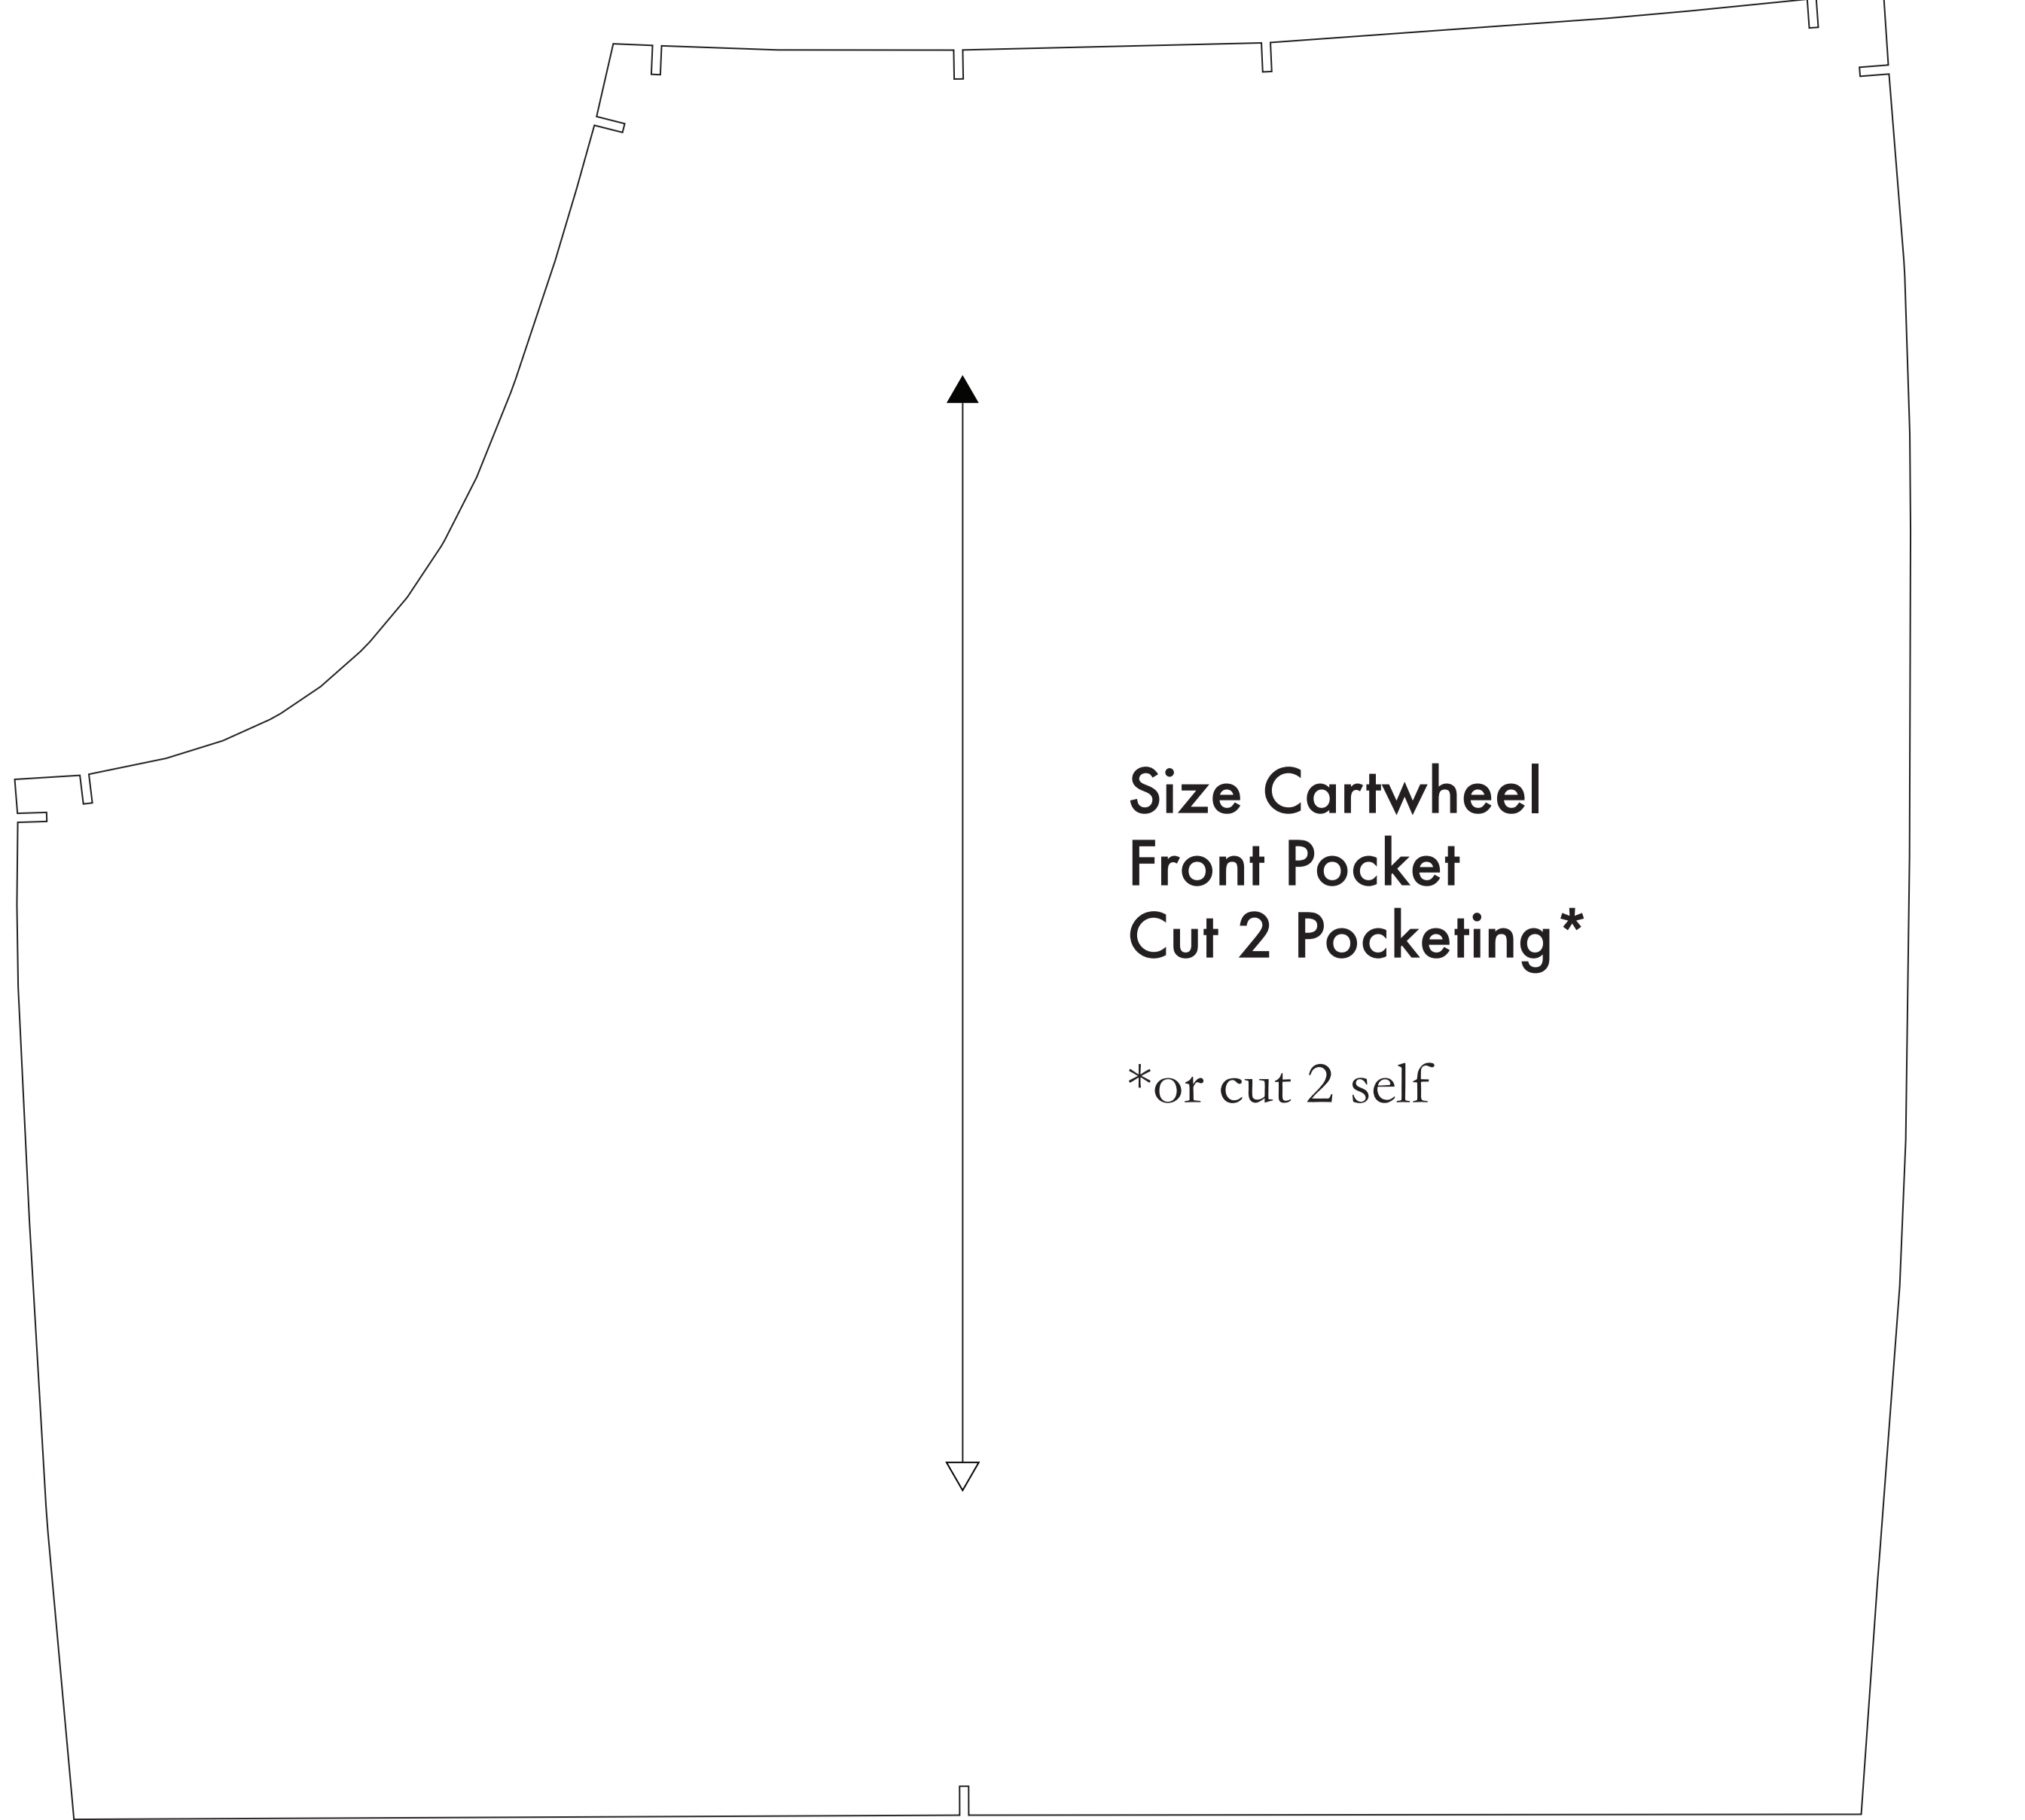 Size Cartwheel
Front Pocket
Cut 2 Pocketing*
*or cut 2 self